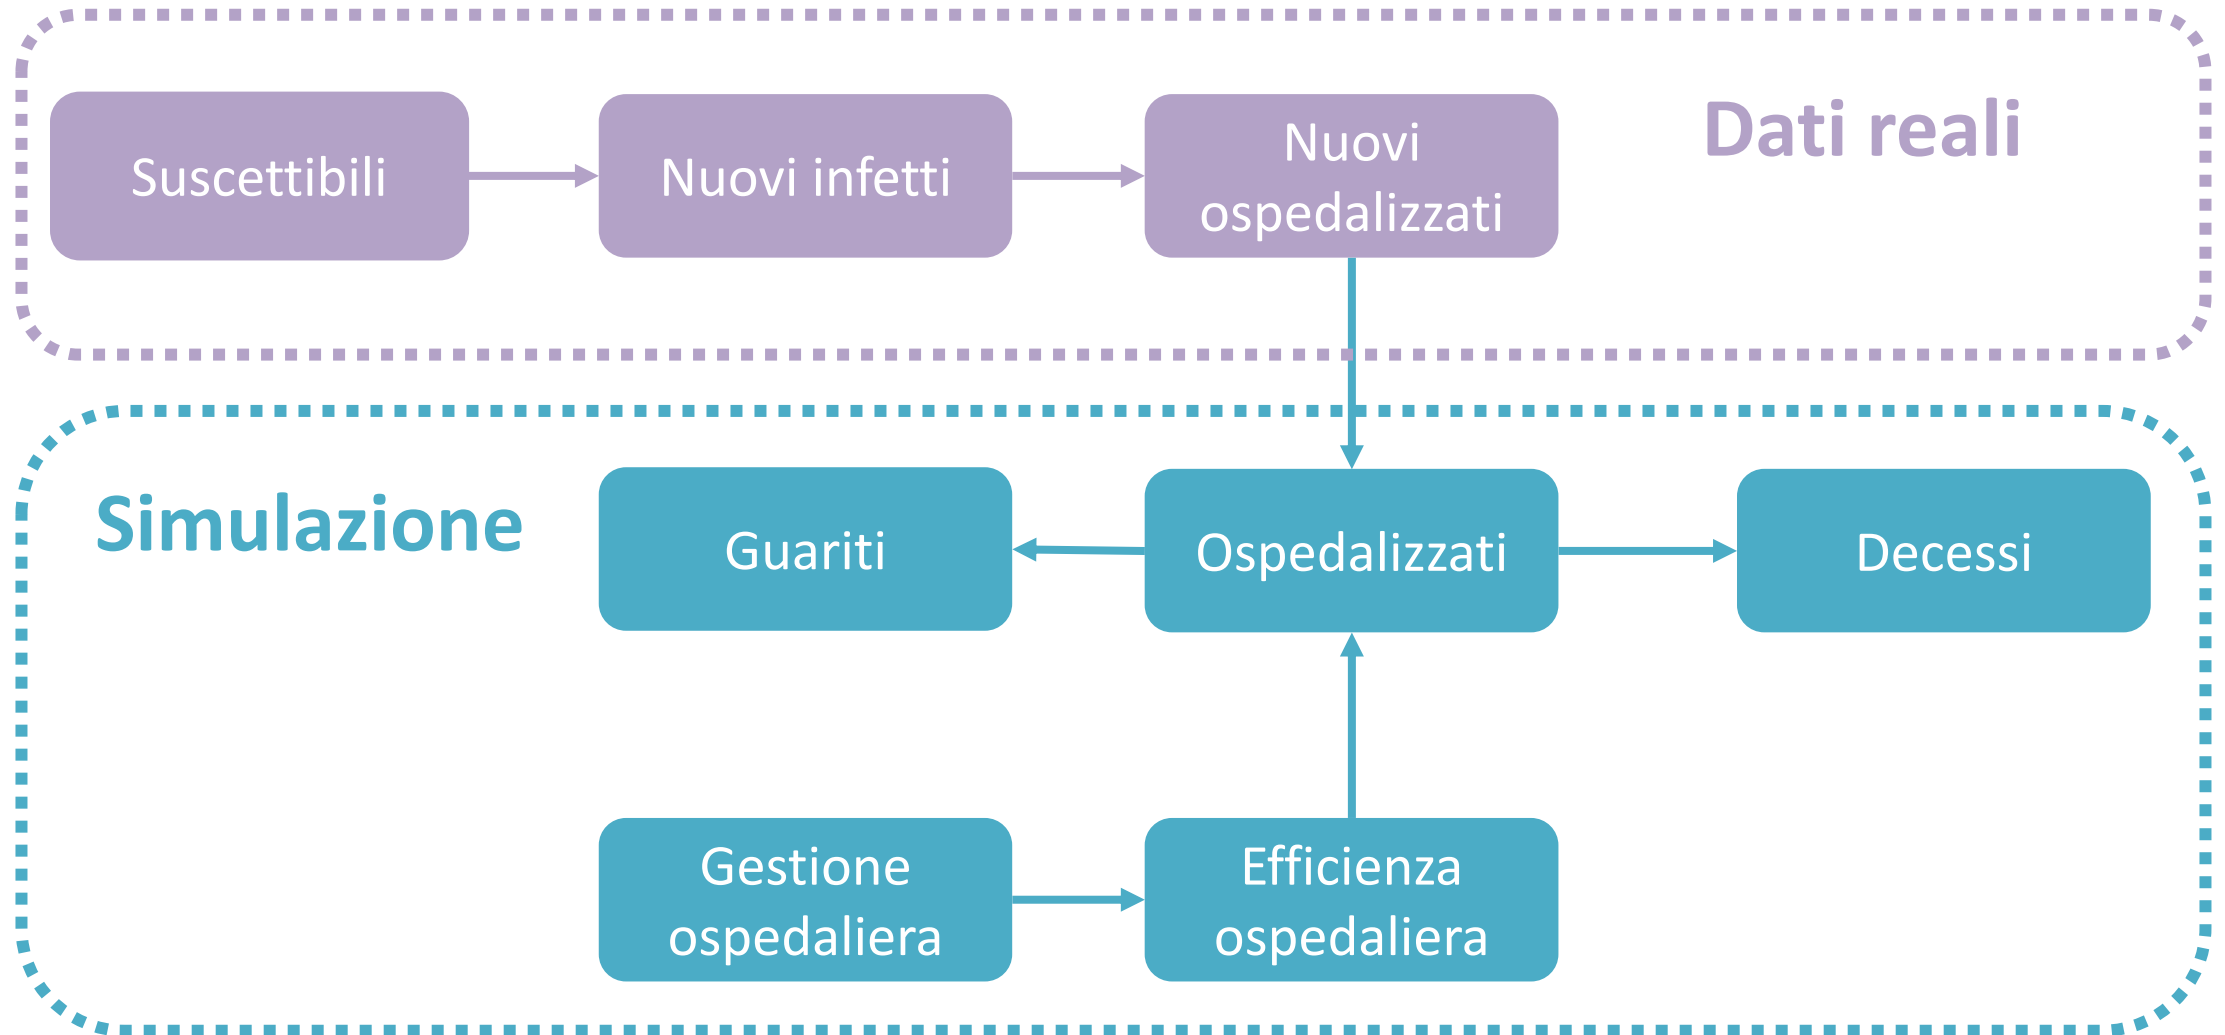 Dati reali
Suscettibili
Nuovi infetti
Nuovi
ospedalizzati
Simulazione
Guariti
Ospedalizzati
Decessi
Gestione
ospedaliera
Efficienza
ospedaliera